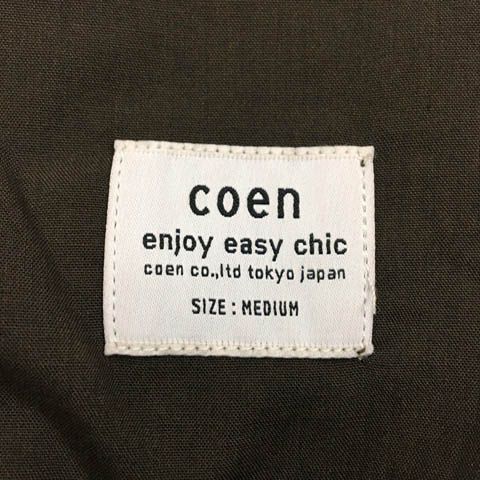 coen
enjoy easy chic
coen co.,ltd tokyo japan
SIZE : MEDIUM